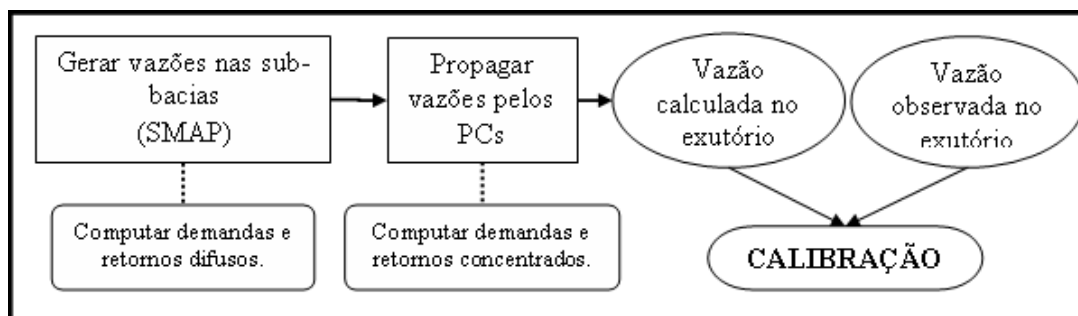 Gerar vazões nas sub-
bacias
(SMAP)
Propagar
vazões pelos
PCs
Vazão
calculada no
exutório
Vazão
observada no
exutório
Computar demandas e
retornos difusos.
Computar demandas e
retornos concentrados.
CALIBRAÇÃO